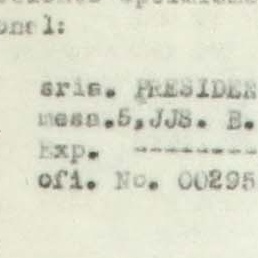 onal:
sria. PRESIDEN
mesa.5,JJS. E.
Exp. --------
ofi. No. 00295